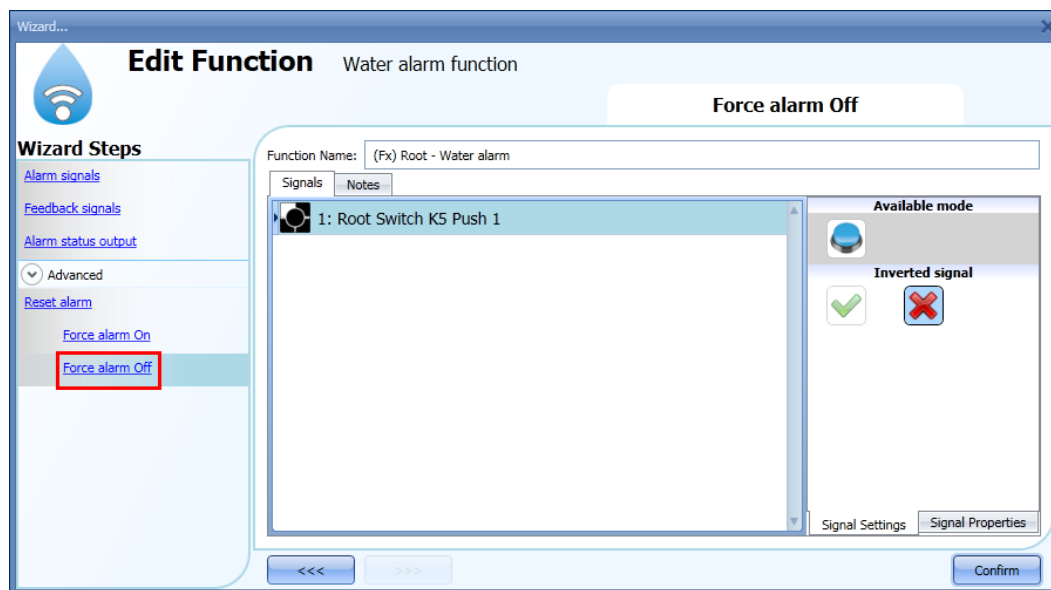 Wizard...
Edit Function Water alarm function
Force alarm Off
Wizard Steps
Alarm signals
Feedback signals
Alarm status output
Advanced
Reset alarm
Force alarm On
Force alarm Off
Function Name: (Fx) Root - Water alarm
Signals Notes
1: Root Switch K5 Push 1
Available mode
Inverted signal
Signal Settings Signal Properties
<<< >>> Confirm